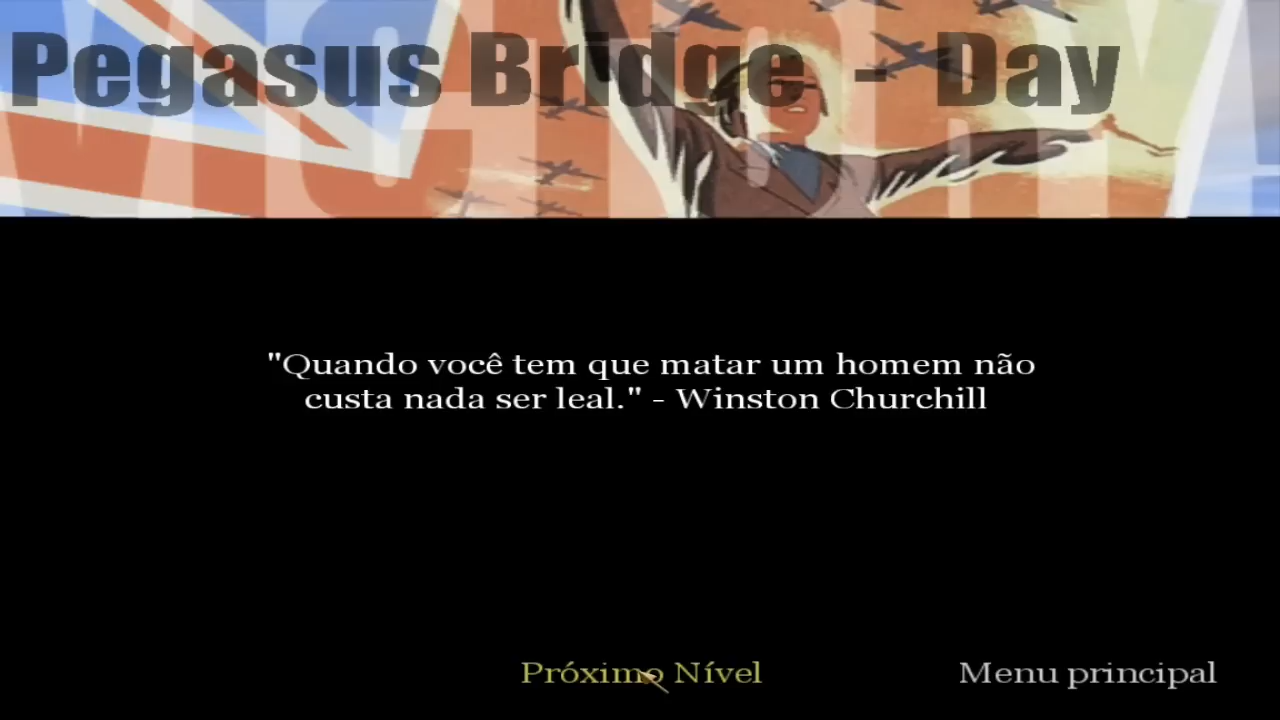 VICTORY
Pegasus Bridge - Day
"Quando você tem que matar um homem não
custa nada ser leal." - Winston Churchill
Próximo Nível
Menu principal